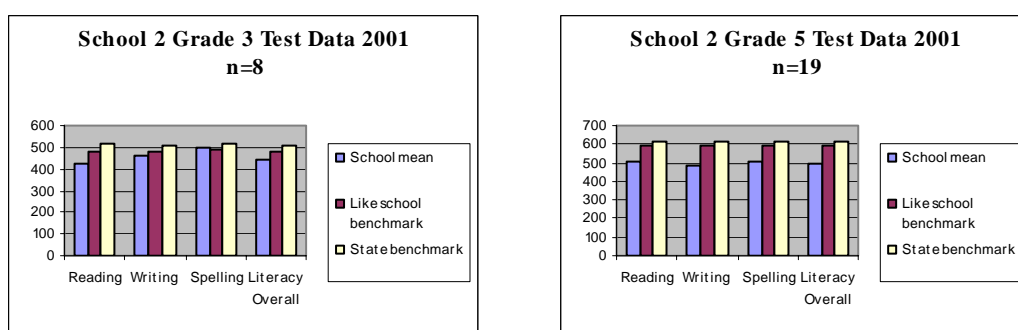 School 2 Grade 3 Test Data 2001
n=8
600
500
400
300
200
100
0
Reading Writing Spelling Literacy
Overall
School mean
Like school
benchmark
State benchmark
School 2 Grade 5 Test Data 2001
n=19
700
600
500
400
300
200
100
0
Reading Writing Spelling Literacy
Overall
School mean
Like school
benchmark
State benchmark